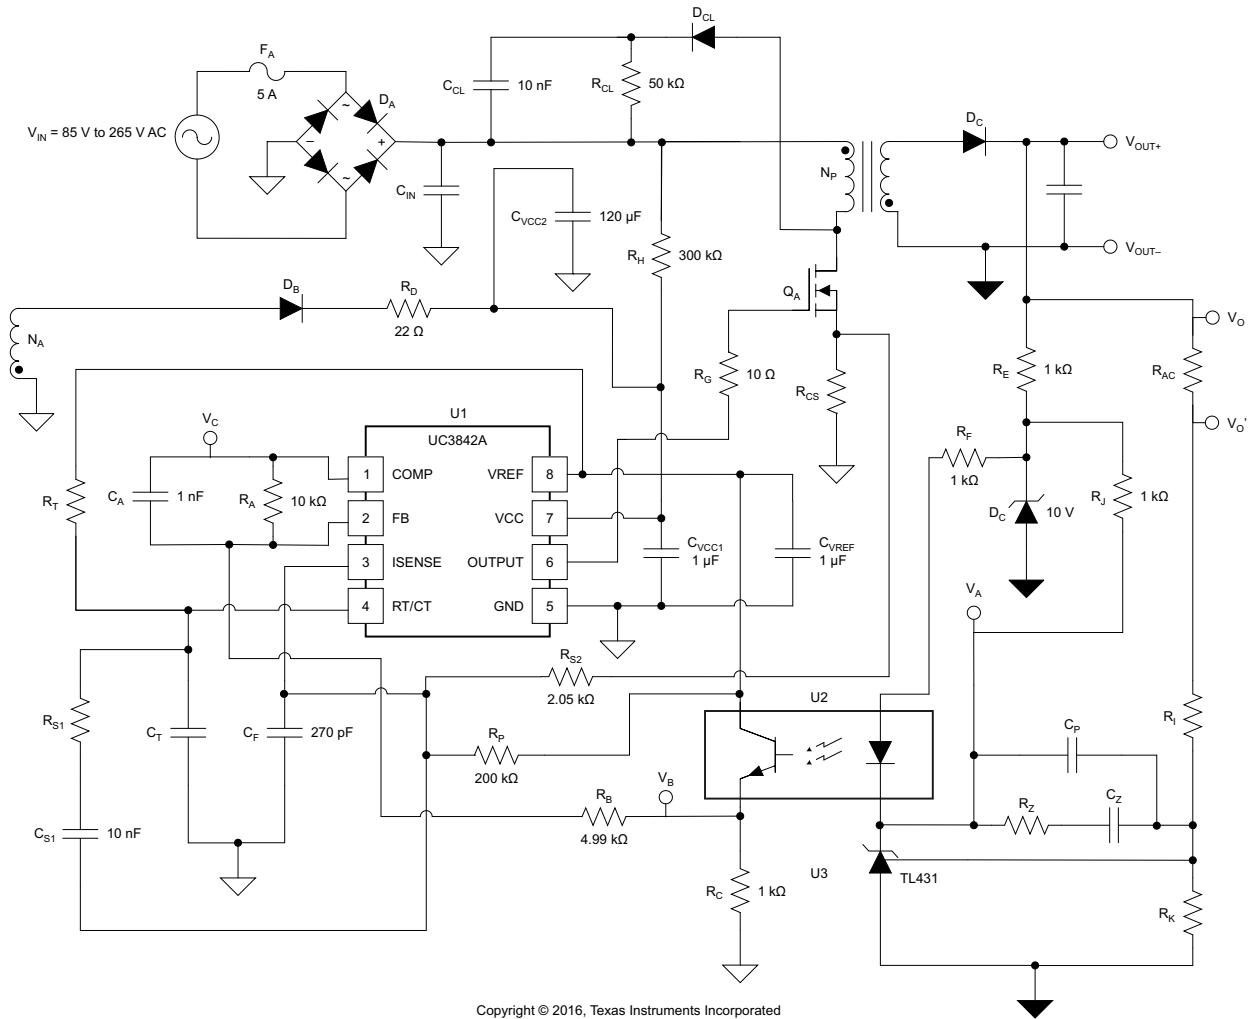 D_CL
F_A
5 A
D_A
~
C_CL
10 nF
R_CL
50 kΩ
D_C
V_IN = 85 V to 265 V AC
−
+
~
V_OUT+
C_IN
C_VCC2
120 µF
N_P
R_H
300 kΩ
V_OUT−
Q_A
D_B
R_D
22 Ω
N_A
V_O
R_G
10 Ω
R_CS
R_E
1 kΩ
R_AC
V_O'
U1
UC3842A
V_C
R_F
1 kΩ
C_A
1 nF
R_A
10 kΩ
R_T
1
COMP
VREF
8
2
FB
VCC
7
3
ISENSE
OUTPUT
6
4
RT/CT
GND
5
C_VCC1
1 µF
C_VREF
1 µF
D_C
10 V
R_J
1 kΩ
V_A
R_S2
2.05 kΩ
U2
R_S1
C_T
C_F
270 pF
R_P
200 kΩ
C_P
R_I
V_B
R_B
4.99 kΩ
R_Z
C_Z
C_S1
10 nF
R_C
1 kΩ
U3
TL431
R_K
Copyright © 2016, Texas Instruments Incorporated